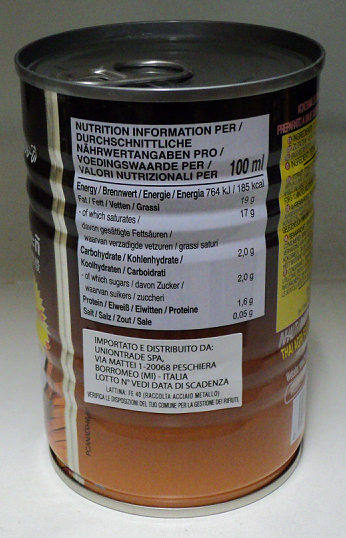 NUTRITION INFORMATION PER /
DURCHSCHNITTLICHE
NÄHRWERTANGABEN PRO /
VOEDINGSWAARDE PER /
VALORI NUTRIZIONALI PER 100 ml
Energy / Brennwert / Energie / Energia 764 kJ / 185 kcal
Fat / Fett / Vetten / Grassi 19 g
- of which saturates / 17 g
davon gesättigte Fettsäuren /
waarvan verzadigde vetzuren / grassi saturi
Carbohydrate / Kohlenhydrate / 2,0 g
Koolhydraten / Carboidrati
- of which sugars / davon Zucker / 2,0 g
waarvan suikers / zuccheri
Protein / Eiweiß / Eiwitten / Proteine 1,6 g
Salt / Salz / Zout / Sale 0,05 g
IMPORTATO E DISTRIBUITO DA:
UNIONTRADE SPA,
VIA MATTEI 1-20068 PESCHIERA
BORROMEO (MI) - ITALIA
LOTTO N° VEDI DATA DI SCADENZA
LATTINA: FE 40 (RACCOLTA ACCIAIO METALLO)
VERIFICA LE DISPOSIZIONI DEL TUO COMUNE PER LA GESTIONE DEI RIFIUTI.